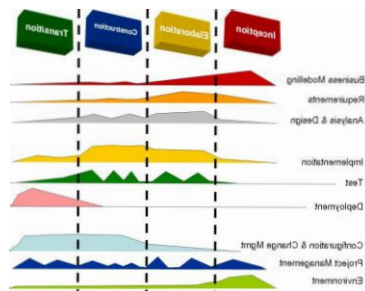 Inception
Elaboration
Construction
Transition
Business Modelling
Requirements
Analysis & Design
Implementation
Test
Deployment
Configuration & Change Mgmt
Project Management
Environment